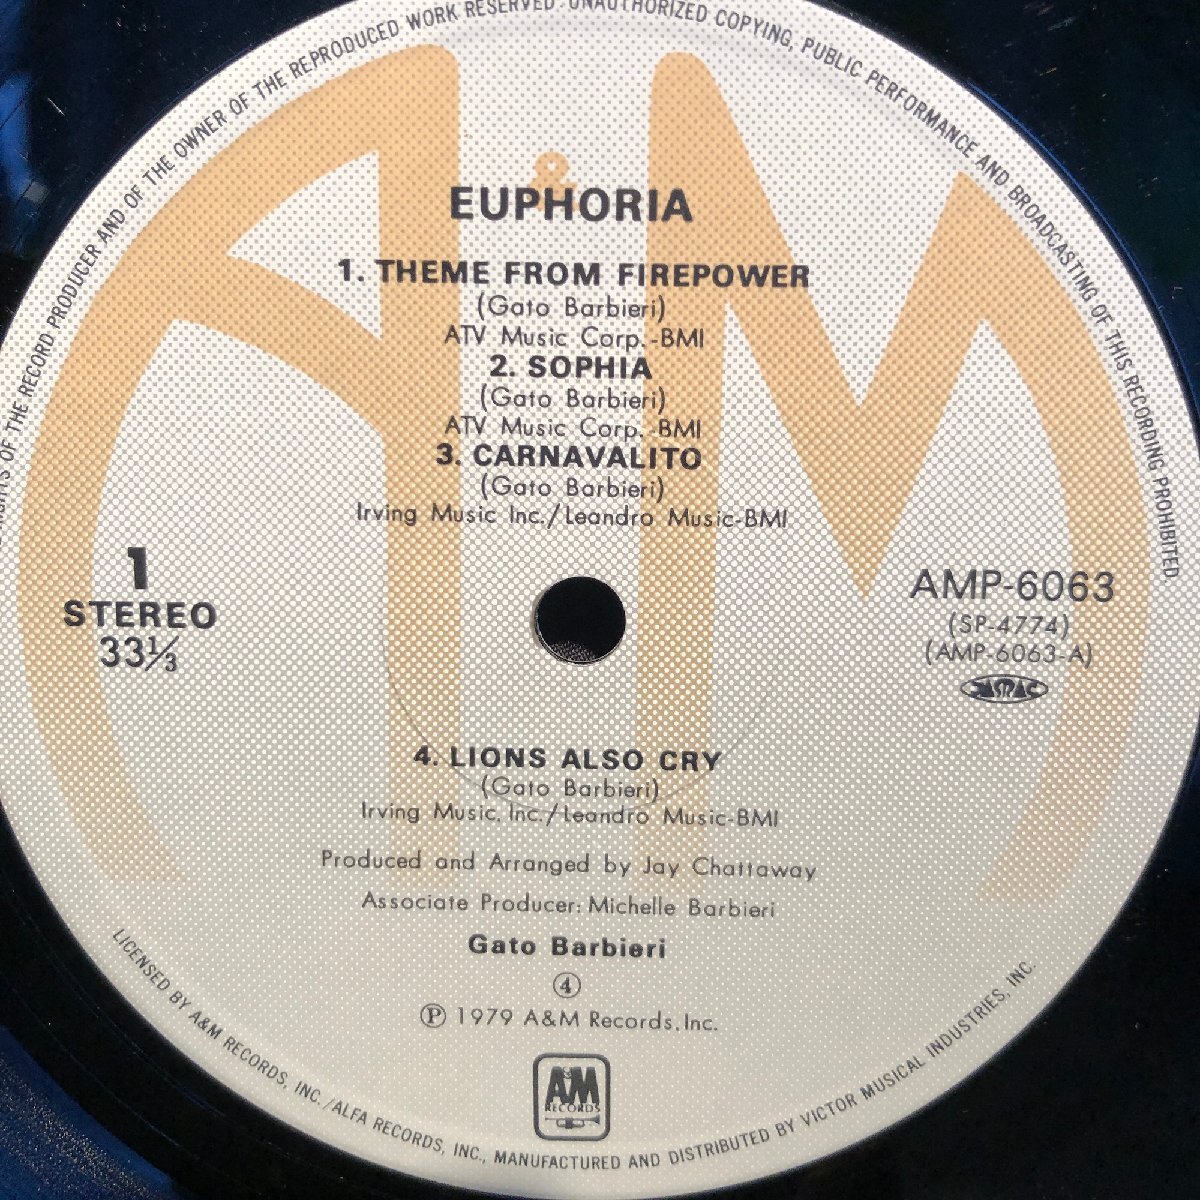 RIGHTS OF THE RECORD PRODUCER AND OF THE OWNER OF THE REPRODUCED WORK RESERVED · UNAUTHORIZED COPYING, PUBLIC PERFORMANCE AND BROADCASTING OF THIS RECORDING PROHIBITED.
&
EUPHORIA
1. THEME FROM FIREPOWER
(Gato Barbieri)
ATV Music Corp.-BMI
2. SOPHIA
(Gato Barbieri)
ATV Music Corp.-BMI
3. CARNAVALITO
(Gato Barbieri)
Irving Music Inc./Leandro Music-BMI
1
STEREO
33⅓
AMP-6063
(SP-4774)
(AMP-6063-A)
JASRAC
4. LIONS ALSO CRY
(Gato Barbieri)
Irving Music, Inc./Leandro Music-BMI
Produced and Arranged by Jay Chattaway
Associate Producer: Michelle Barbieri
Gato Barbieri
④
Ⓟ 1979 A&M Records, Inc.
A&M
RECORDS
LICENSED BY A&M RECORDS, INC./ALFA RECORDS, INC., MANUFACTURED AND DISTRIBUTED BY VICTOR MUSICAL INDUSTRIES, INC.